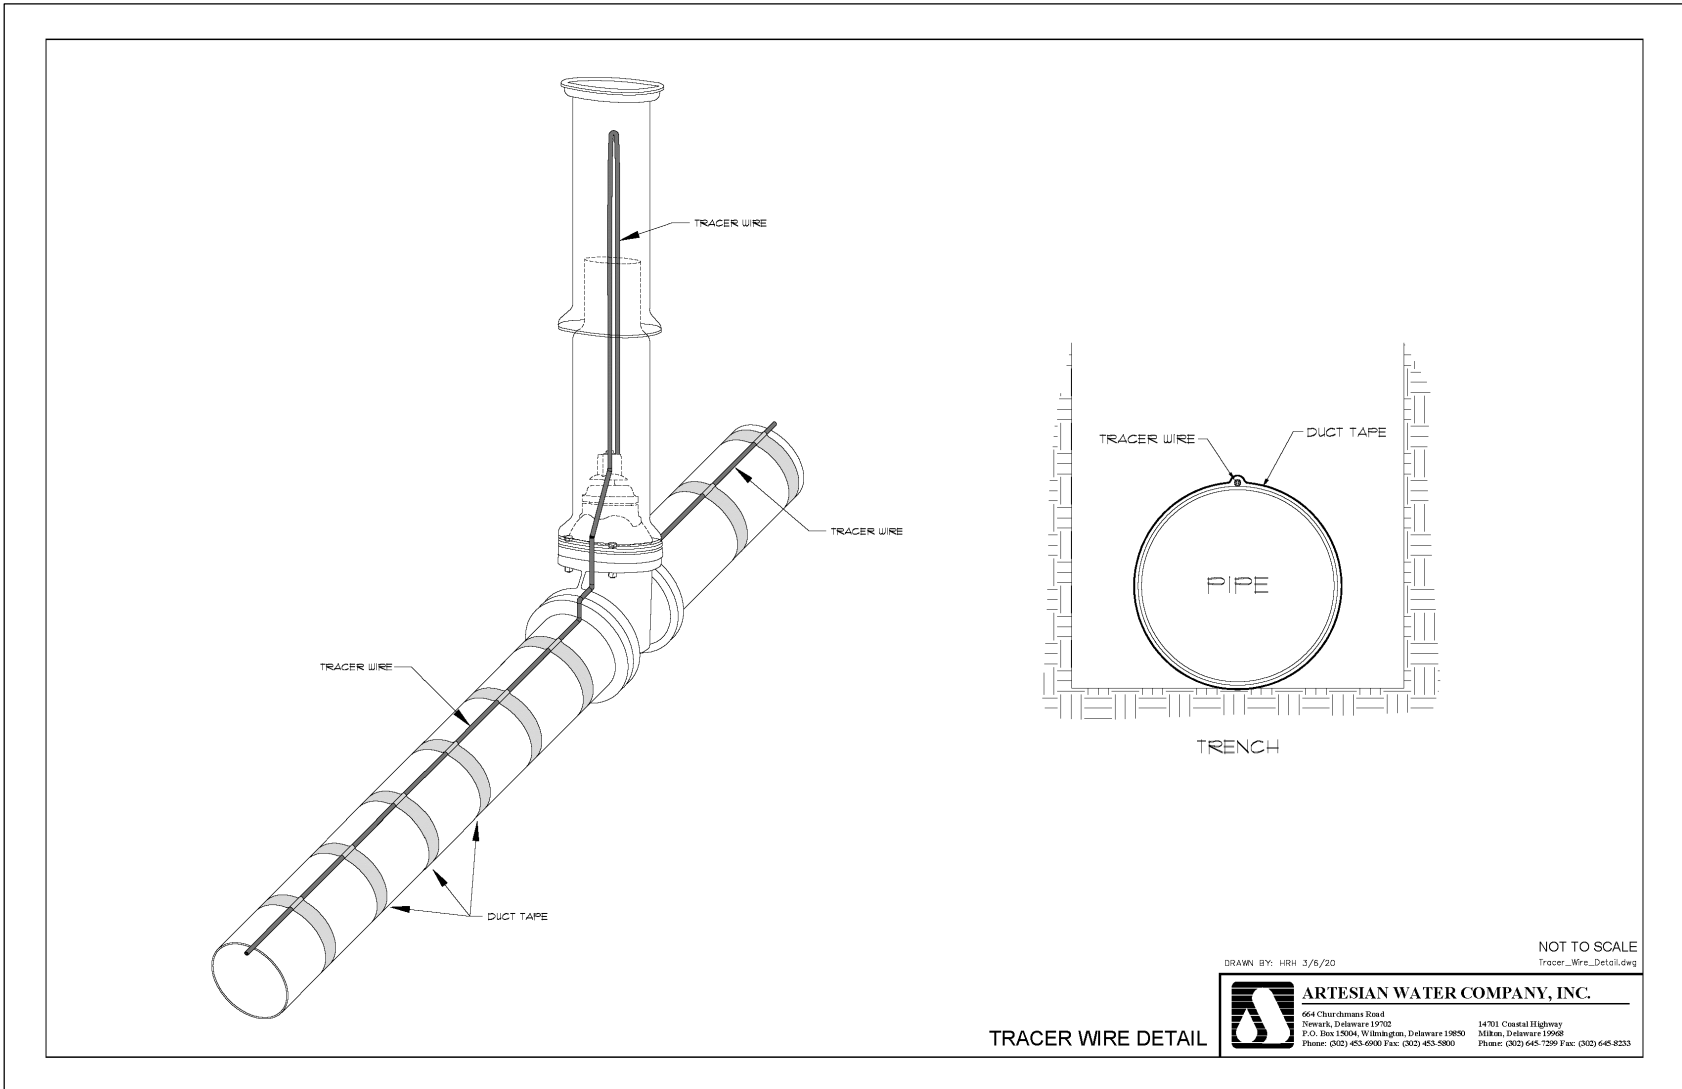 TRACER WIRE
TRACER WIRE
TRACER WIRE
DUCT TAPE
TRACER WIRE
DUCT TAPE
PIPE
TRENCH
NOT TO SCALE
DRAWN BY: HRH 3/6/20
Tracer_Wire_Detail.dwg
TRACER WIRE DETAIL
ARTESIAN WATER COMPANY, INC.
664 Churchmans Road
Newark, Delaware 19702
P.O. Box 15004, Wilmington, Delaware 19850
Phone: (302) 453-6900 Fax: (302) 453-5800
14701 Coastal Highway
Milton, Delaware 19968
Phone: (302) 645-7299 Fax: (302) 645-8233